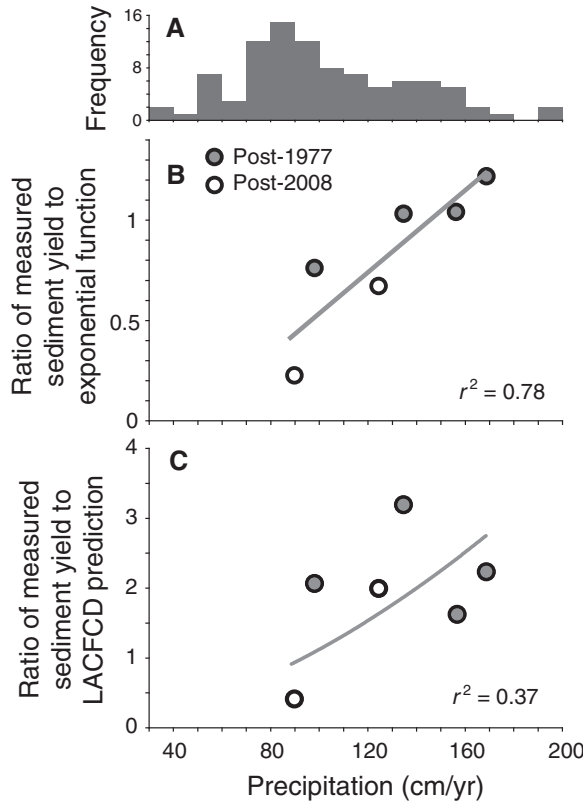 A
Frequency
16
8
0
B
Post-1977
Post-2008
Ratio of measured
sediment yield to
exponential function
1
0.5
0
r² = 0.78
C
Ratio of measured
sediment yield to
LACFCD prediction
4
3
2
1
0
r² = 0.37
40 80 120 160 200
Precipitation (cm/yr)